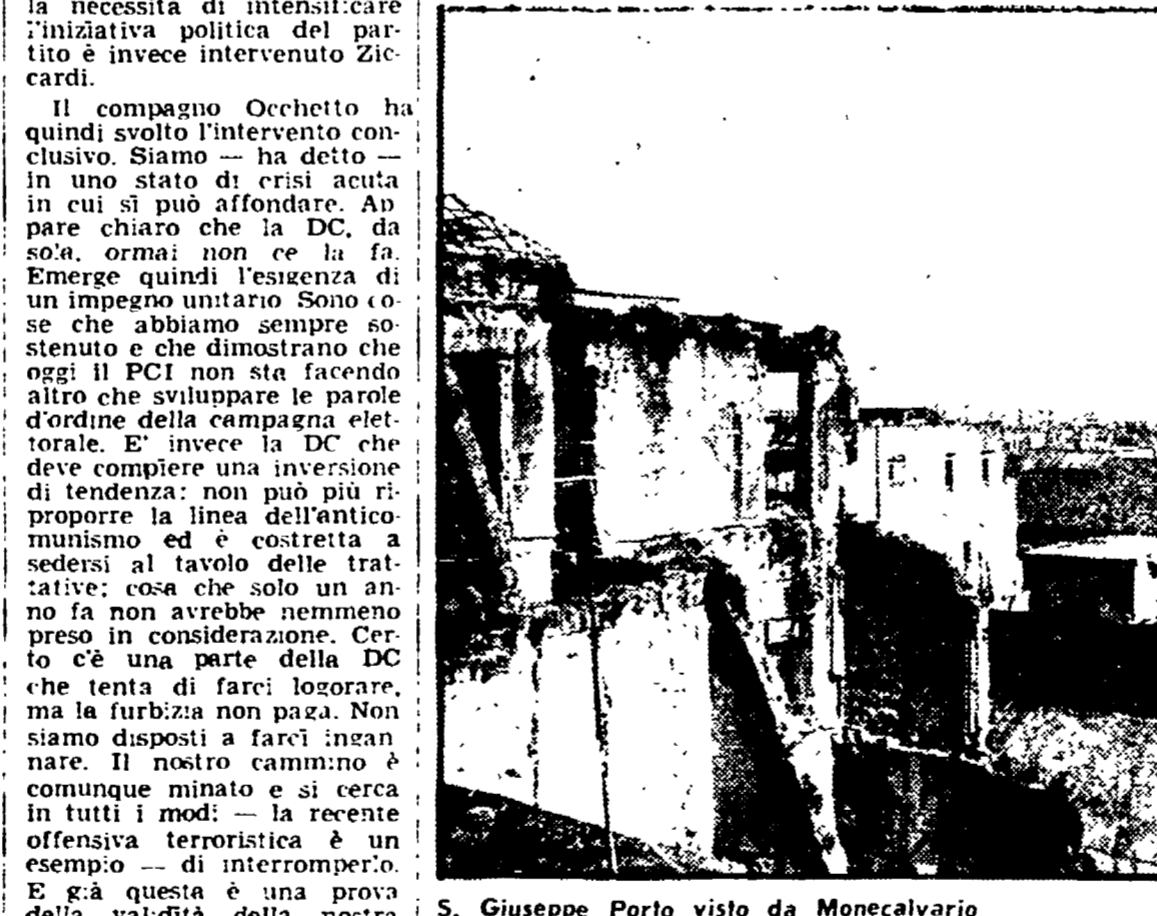 la necessità di intensificare
l'iniziativa politica del par-
tito è invece intervenuto Zic-
cardi.
Il compagno Occhetto ha
quindi svolto l'intervento con-
clusivo. Siamo — ha detto —
in uno stato di crisi acuta
in cui si può affondare. Ap
pare chiaro che la DC, da
sola, ormai non ce la fa.
Emerge quindi l'esigenza di
un impegno unitario Sono co-
se che abbiamo sempre so-
stenuto e che dimostrano che
oggi il PCI non sta facendo
altro che sviluppare le parole
d'ordine della campagna elet-
torale. E' invece la DC che
deve compiere una inversione
di tendenza: non può più ri-
proporre la linea dell'antico-
munismo ed è costretta a
sedersi al tavolo delle trat-
tative; cosa che solo un an-
no fa non avrebbe nemmeno
preso in considerazione. Cer-
to c'è una parte della DC
che tenta di farci logorare,
ma la furbizia non paga. Non
siamo disposti a farci ingan
nare. Il nostro cammino è
comunque minato e si cerca
in tutti i modi — la recente
offensiva terroristica è un
esempio — di interromperlo.
E già questa è una prova
della validità della nostra
S. Giuseppe Porto visto da Monecalvario